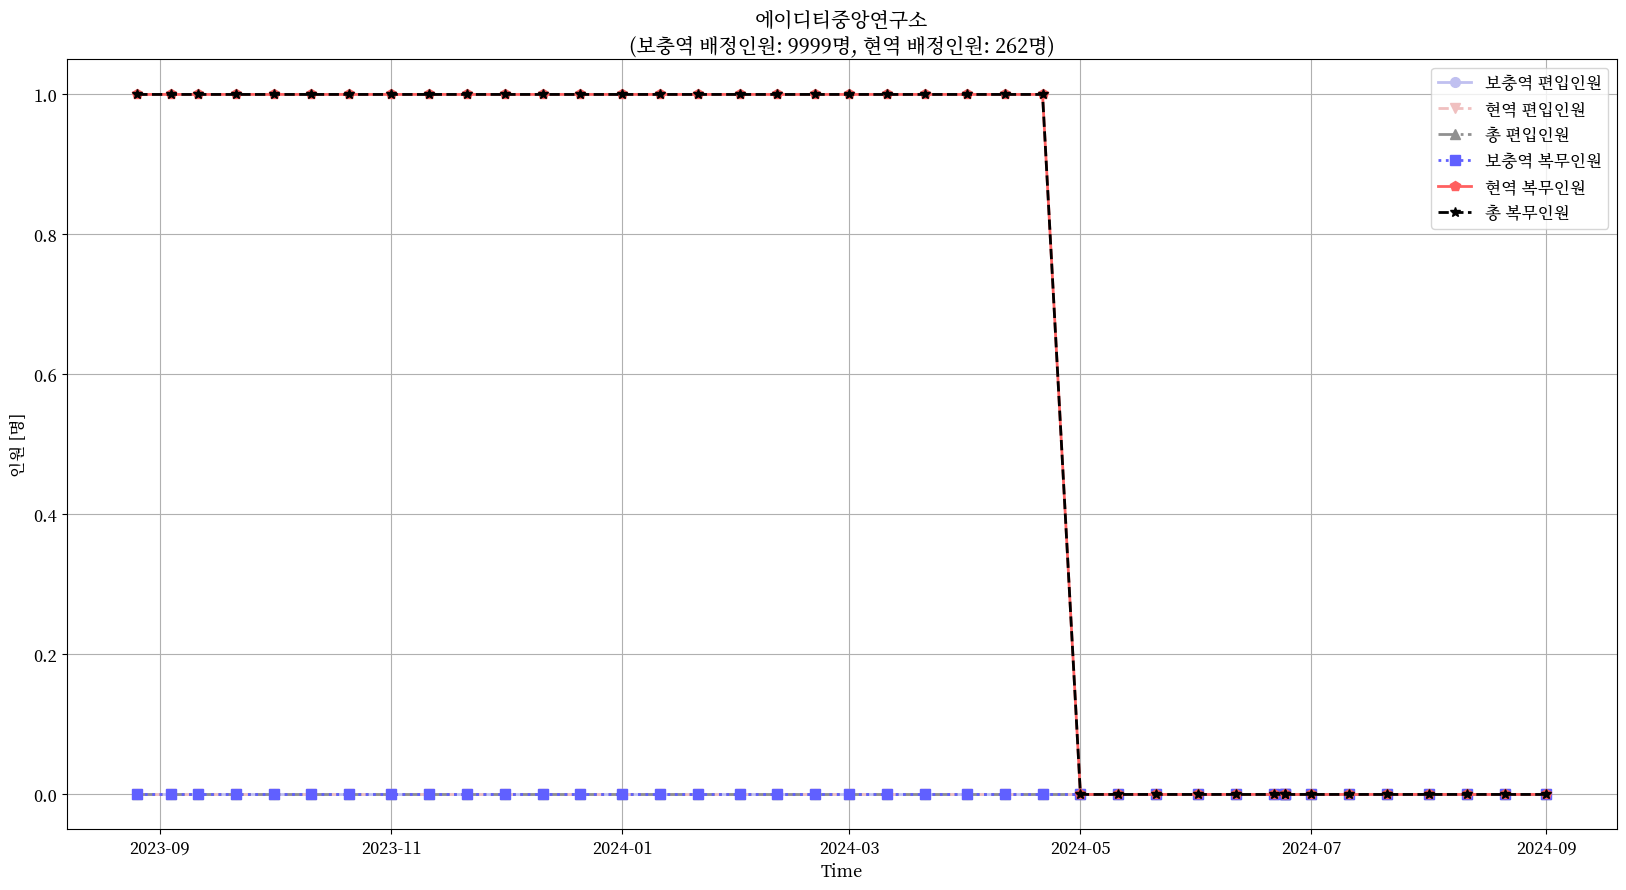 에이디티중앙연구소
(보충역 배정인원: 9999명, 현역 배정인원: 262명)
보충역 편입인원
현역 편입인원
총 편입인원
보충역 복무인원
현역 복무인원
총 복무인원
인원 [명]
1.0
0.8
0.6
0.4
0.2
0.0
2023-09
2023-11
2024-01
2024-03
2024-05
2024-07
2024-09
Time